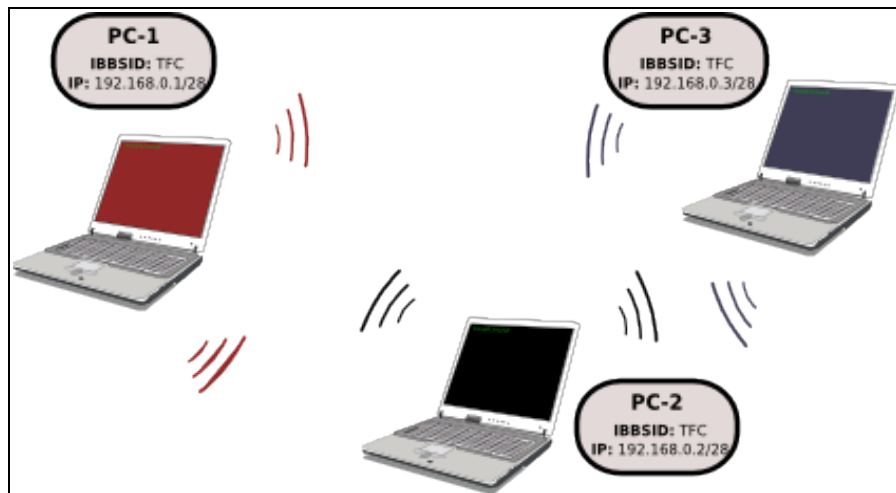 PC-1
IBBSID: TFC
IP: 192.168.0.1/28
PC-3
IBBSID: TFC
IP: 192.168.0.3/28
PC-2
IBBSID: TFC
IP: 192.168.0.2/28